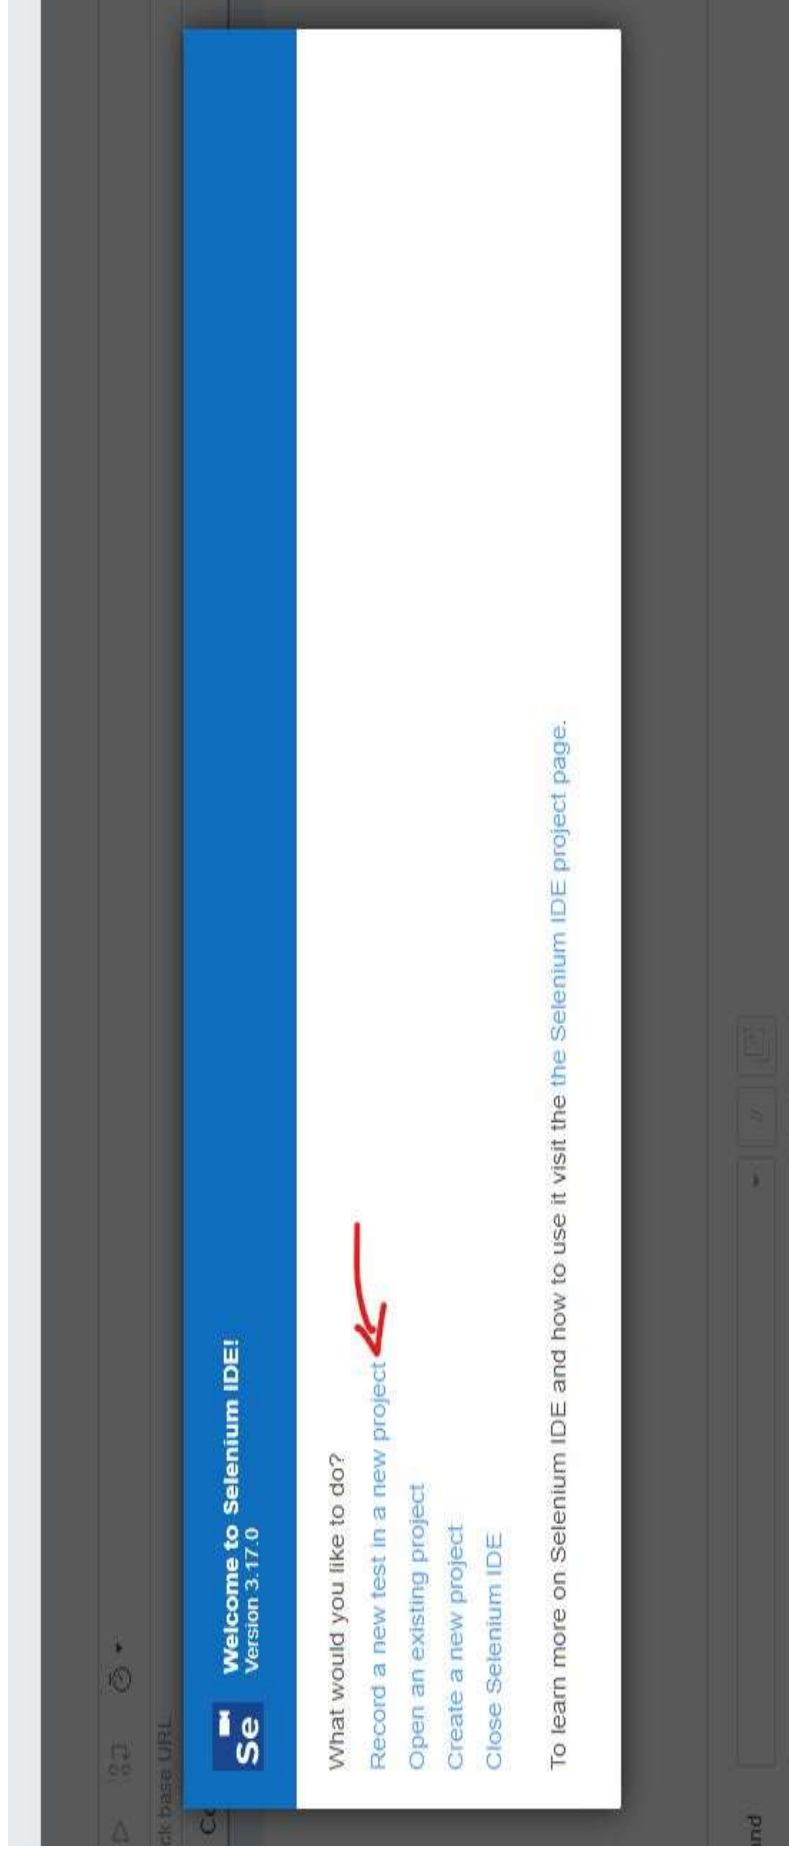 ck base URL
Se
Welcome to Selenium IDE!
Version 3.17.0
What would you like to do?
Record a new test in a new project
Open an existing project
Create a new project
Close Selenium IDE
To learn more on Selenium IDE and how to use it visit the the Selenium IDE project page.